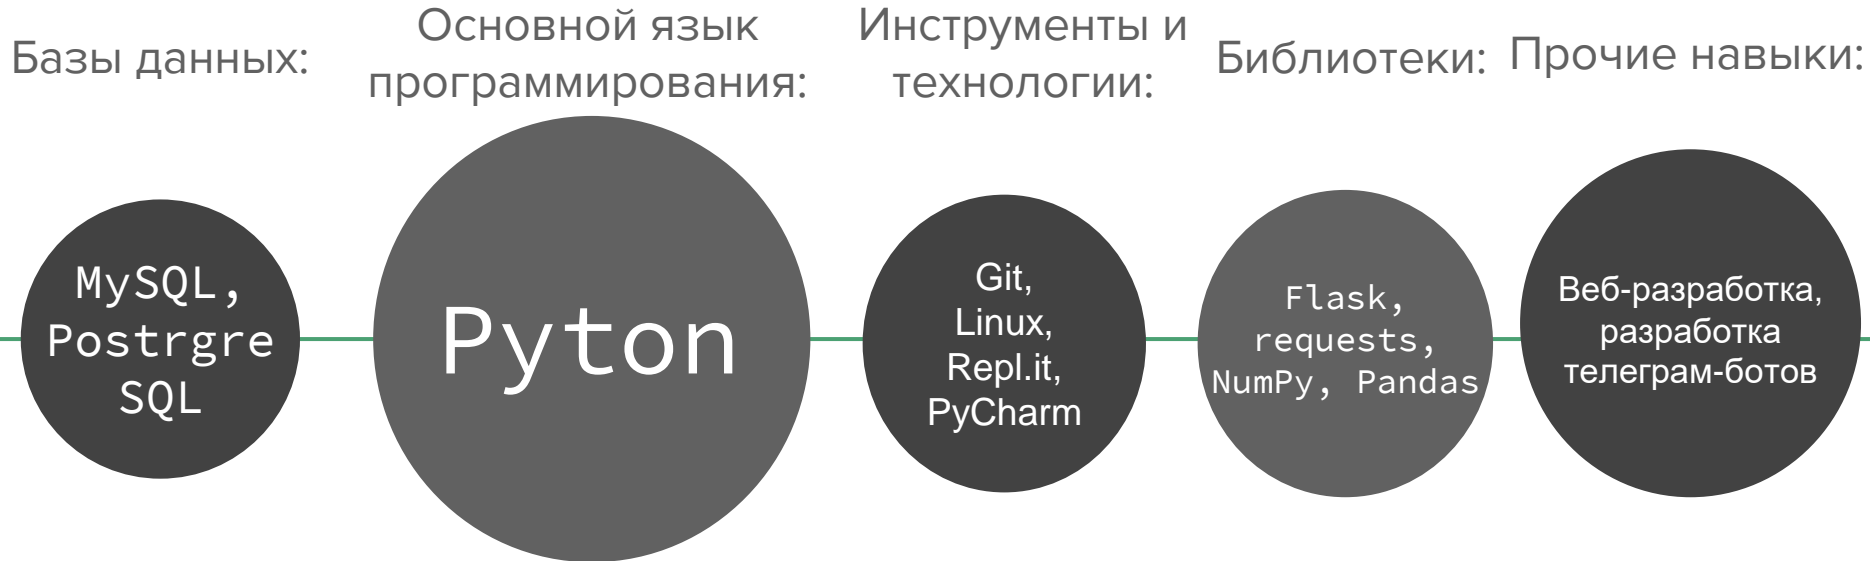 Базы данных:
Основной язык
программирования:
Инструменты и
технологии:
Библиотеки:
Прочие навыки:
MySQL,
Postrgre
SQL
Pyton
Git,
Linux,
Repl.it,
PyCharm
Flask,
requests,
NumPy, Pandas
Веб-разработка,
разработка
телеграм-ботов